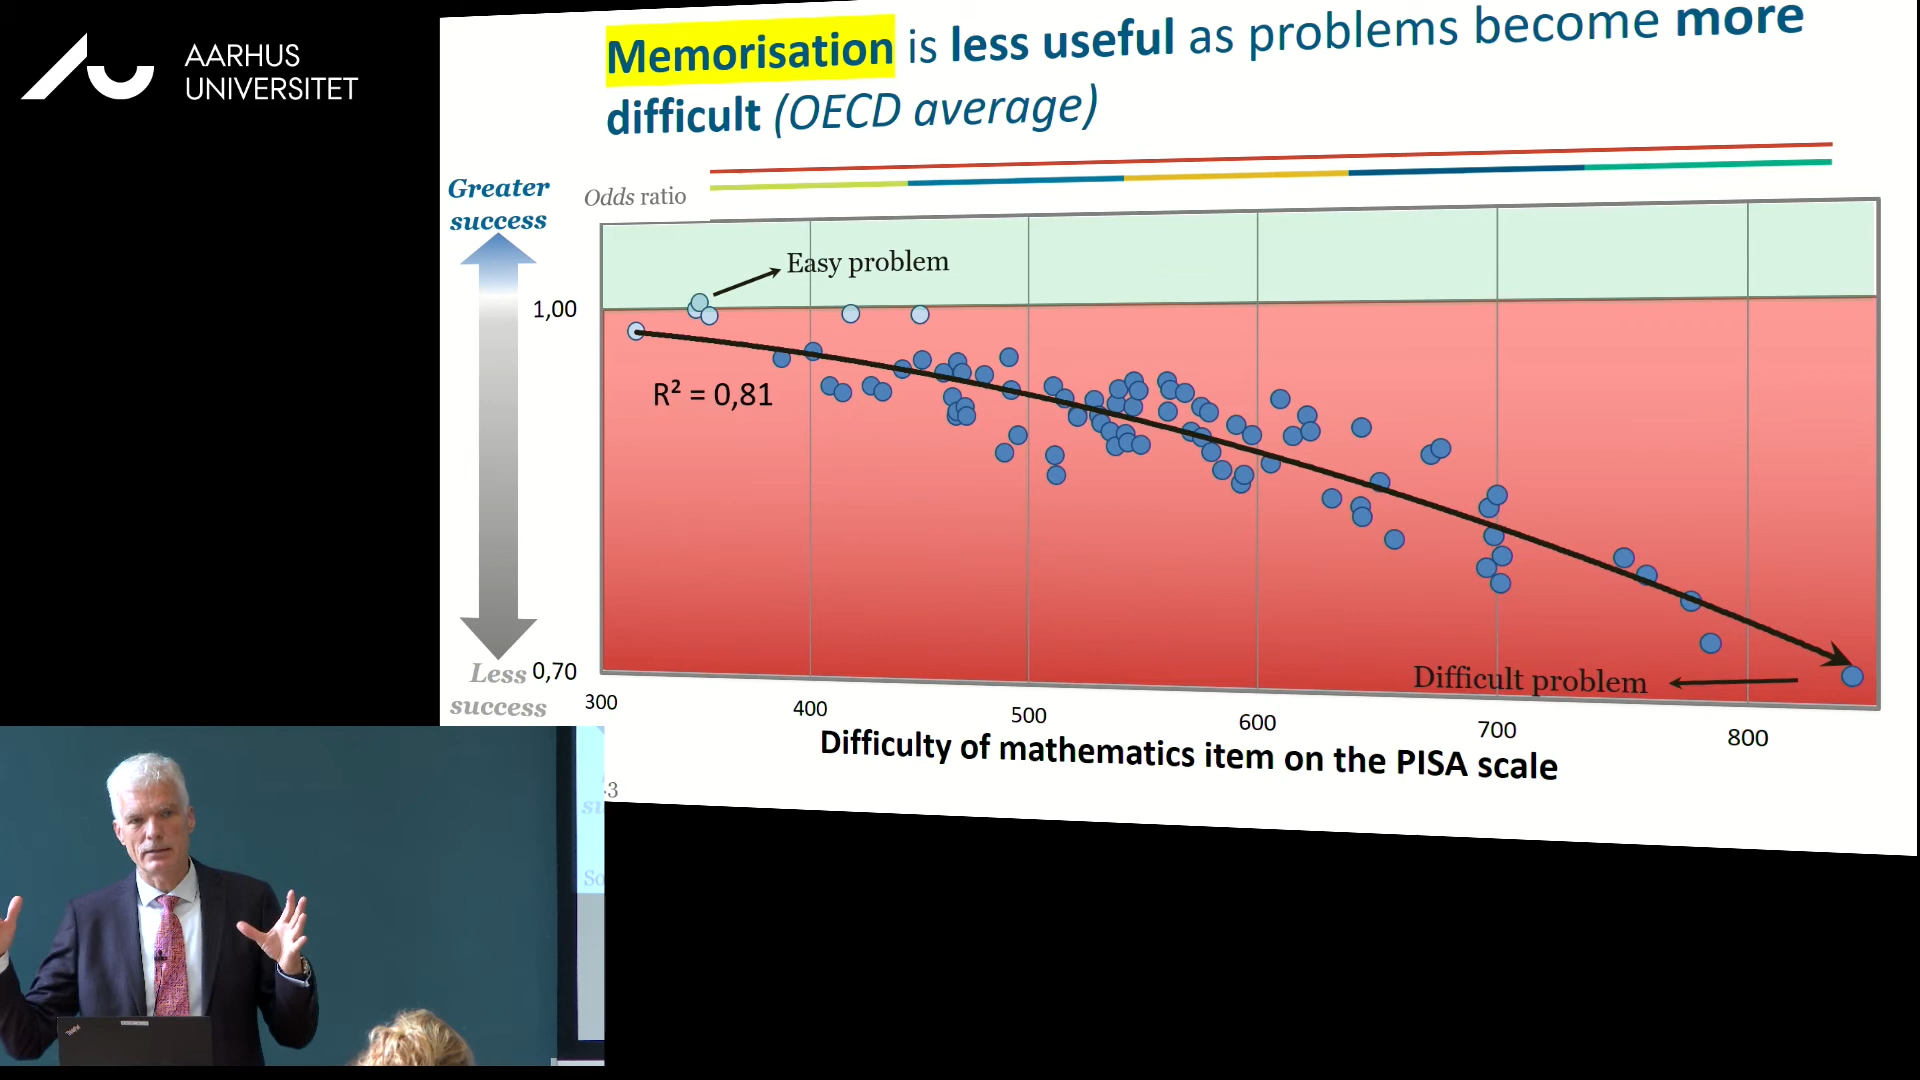 AARHUS
UNIVERSITET
Memorisation is less useful as problems become more
difficult (OECD average)
Greater
success
Odds ratio
Easy problem
1,00
R² = 0,81
Difficult problem
Less
success
0,70
300
400
500
600
700
800
Difficulty of mathematics item on the PISA scale
ThinkPad